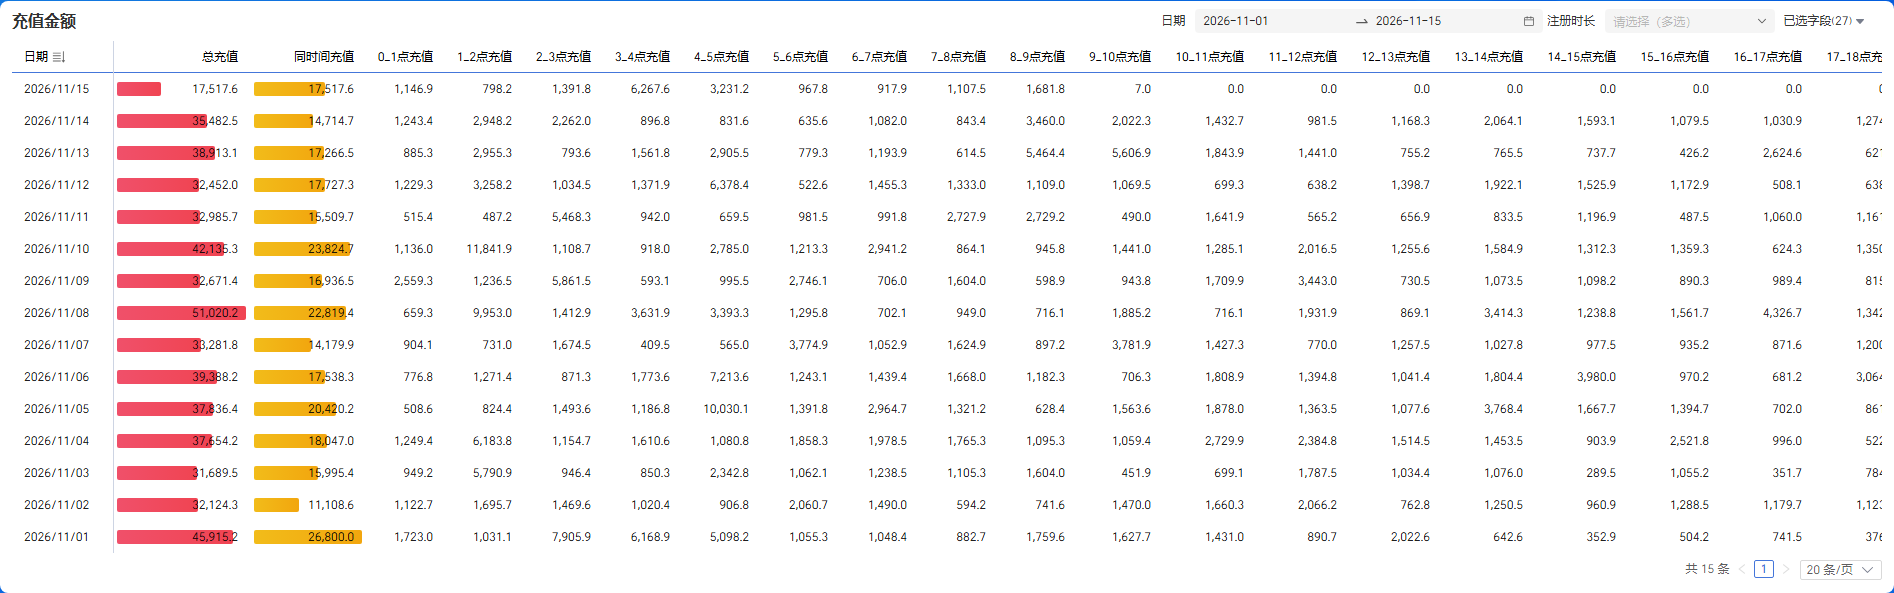 充值金额 日期 2026-11-01 → 2026-11-15 注册时长 请选择（多选） 已选字段(27)
日期 总充值 同时间充值 0_1点充值 1_2点充值 2_3点充值 3_4点充值 4_5点充值 5_6点充值 6_7点充值 7_8点充值 8_9点充值 9_10点充值 10_11点充值 11_12点充值 12_13点充值 13_14点充值 14_15点充值 15_16点充值 16_17点充值 17_18点充
2026/11/15 17,517.6 17,517.6 1,146.9 798.2 1,391.8 6,267.6 3,231.2 967.8 917.9 1,107.5 1,681.8 7.0 0.0 0.0 0.0 0.0 0.0 0.0 0.0
2026/11/14 35,482.5 14,714.7 1,243.4 2,948.2 2,262.0 896.8 831.6 635.6 1,082.0 843.4 3,460.0 2,022.3 1,432.7 981.5 1,168.3 2,064.1 1,593.1 1,079.5 1,030.9 1,274
2026/11/13 38,913.1 17,266.5 885.3 2,955.3 793.6 1,561.8 2,905.5 779.3 1,193.9 614.5 5,464.4 5,606.9 1,843.9 1,441.0 755.2 765.5 737.7 426.2 2,624.6 621
2026/11/12 32,452.0 17,727.3 1,229.3 3,258.2 1,034.5 1,371.9 6,378.4 522.6 1,455.3 1,333.0 1,109.0 1,069.5 699.3 638.2 1,398.7 1,922.1 1,525.9 1,172.9 508.1 638
2026/11/11 32,985.7 15,509.7 515.4 487.2 5,468.3 942.0 659.5 981.5 991.8 2,727.9 2,729.2 490.0 1,641.9 565.2 656.9 833.5 1,196.9 487.5 1,060.0 1,161
2026/11/10 42,135.3 23,824.7 1,136.0 11,841.9 1,108.7 918.0 2,785.0 1,213.3 2,941.2 864.1 945.8 1,441.0 1,285.1 2,016.5 1,255.6 1,584.9 1,312.3 1,359.3 624.3 1,350
2026/11/09 32,671.4 16,936.5 2,559.3 1,236.5 5,861.5 593.1 995.5 2,746.1 706.0 1,604.0 598.9 943.8 1,709.9 3,443.0 730.5 1,073.5 1,098.2 890.3 989.4 815
2026/11/08 51,020.2 22,819.4 659.3 9,953.0 1,412.9 3,631.9 3,393.3 1,295.8 702.1 949.0 716.1 1,885.2 716.1 1,931.9 869.1 3,414.3 1,238.8 1,561.7 4,326.7 1,342
2026/11/07 33,281.8 14,179.9 904.1 731.0 1,674.5 409.5 565.0 3,774.9 1,052.9 1,624.9 897.2 3,781.9 1,427.3 770.0 1,257.5 1,027.8 977.5 935.2 871.6 1,200
2026/11/06 39,388.2 17,538.3 776.8 1,271.4 871.3 1,773.6 7,213.6 1,243.1 1,439.4 1,668.0 1,182.3 706.3 1,808.9 1,394.8 1,041.4 1,804.4 3,980.0 970.2 681.2 3,064
2026/11/05 37,836.4 20,420.2 508.6 824.4 1,493.6 1,186.8 10,030.1 1,391.8 2,964.7 1,321.2 628.4 1,563.6 1,878.0 1,363.5 1,077.6 3,768.4 1,667.7 1,394.7 702.0 861
2026/11/04 37,654.2 18,047.0 1,249.4 6,183.8 1,154.7 1,610.6 1,080.8 1,858.3 1,978.5 1,765.3 1,095.3 1,059.4 2,729.9 2,384.8 1,514.5 1,453.5 903.9 2,521.8 996.0 522
2026/11/03 31,689.5 15,995.4 949.2 5,790.9 946.4 850.3 2,342.8 1,062.1 1,238.5 1,105.3 1,604.0 451.9 699.1 1,787.5 1,034.4 1,076.0 289.5 1,055.2 351.7 784
2026/11/02 32,124.3 11,108.6 1,122.7 1,695.7 1,469.6 1,020.4 906.8 2,060.7 1,490.0 594.2 741.6 1,470.0 1,660.3 2,066.2 762.8 1,250.5 960.9 1,288.5 1,179.7 1,123
2026/11/01 45,915.2 26,800.0 1,723.0 1,031.1 7,905.9 6,168.9 5,098.2 1,055.3 1,048.4 882.7 1,759.6 1,627.7 1,431.0 890.7 2,022.6 642.6 352.9 504.2 741.5 376
共 15 条 < 1 > 20 条/页